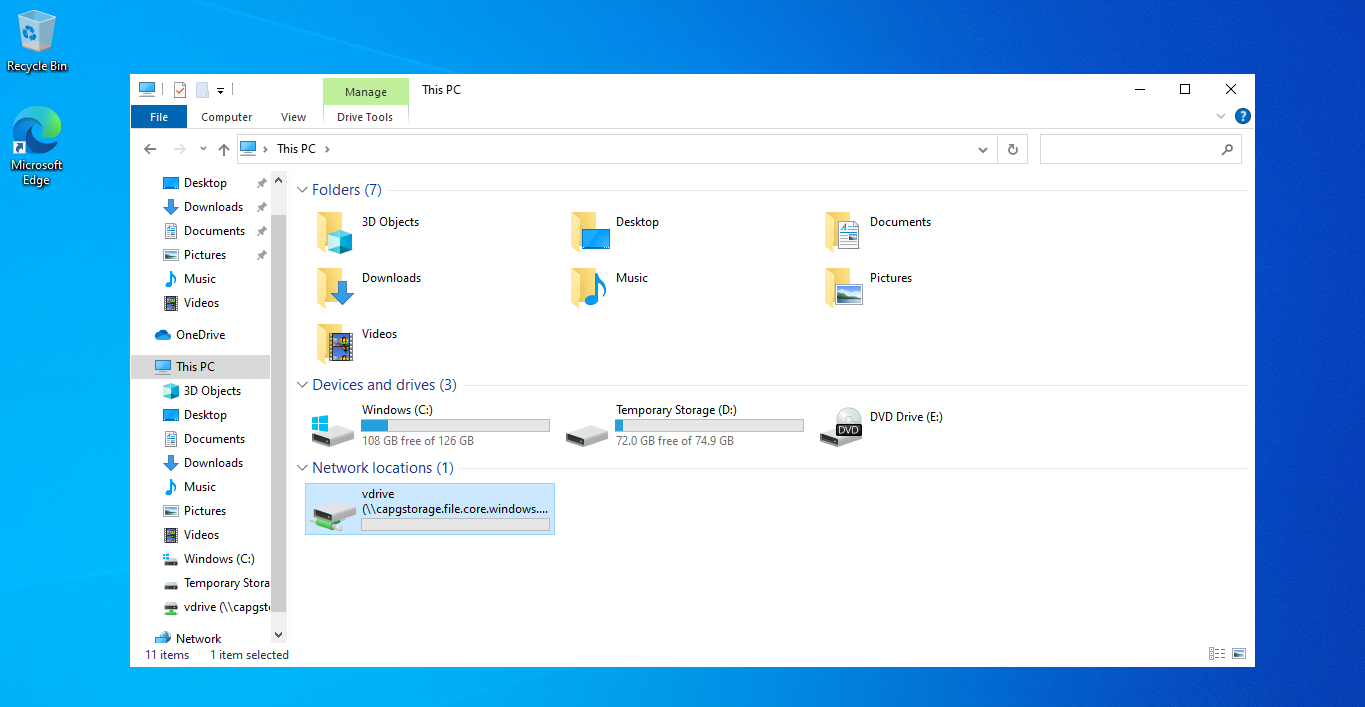 Recycle Bin
Microsoft
Edge
Manage
This PC
File
Computer
View
Drive Tools
This PC
Desktop
Downloads
Documents
Pictures
Music
Videos
OneDrive
This PC
3D Objects
Desktop
Documents
Downloads
Music
Pictures
Videos
Windows (C:)
Temporary Stora
vdrive (\\capgsto
Network
Folders (7)
3D Objects
Desktop
Documents
Downloads
Music
Pictures
Videos
Devices and drives (3)
Windows (C:)
108 GB free of 126 GB
Temporary Storage (D:)
72.0 GB free of 74.9 GB
DVD
DVD Drive (E:)
Network locations (1)
vdrive
(\\capgstorage.file.core.windows....
11 items
1 item selected